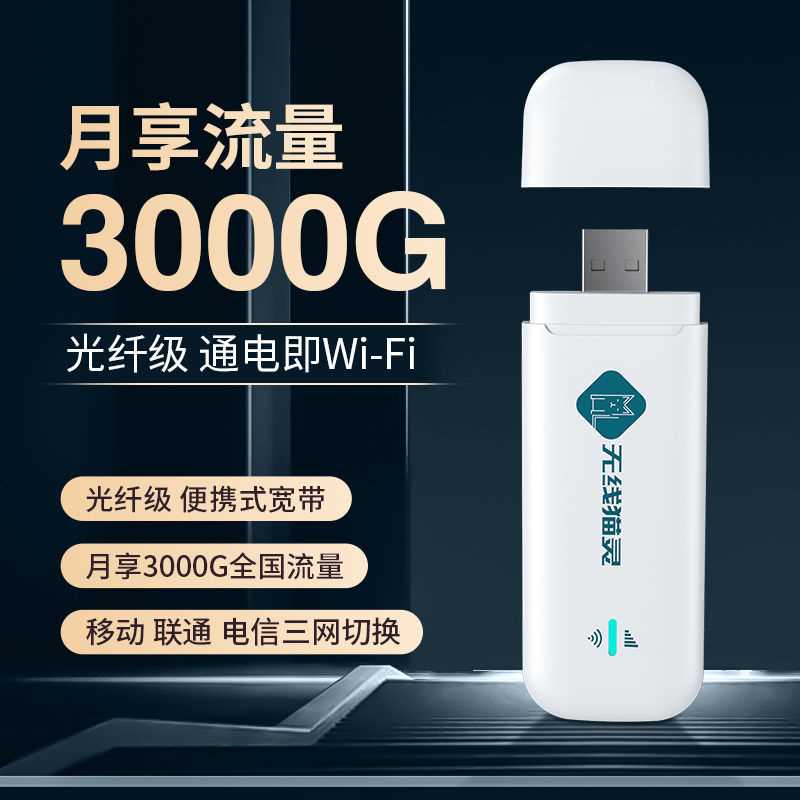 月享流量
3000G
光纤级 通电即Wi-Fi
光纤级 便携式宽带
月享3000G全国流量
移动 联通 电信三网切换
无线猫灵